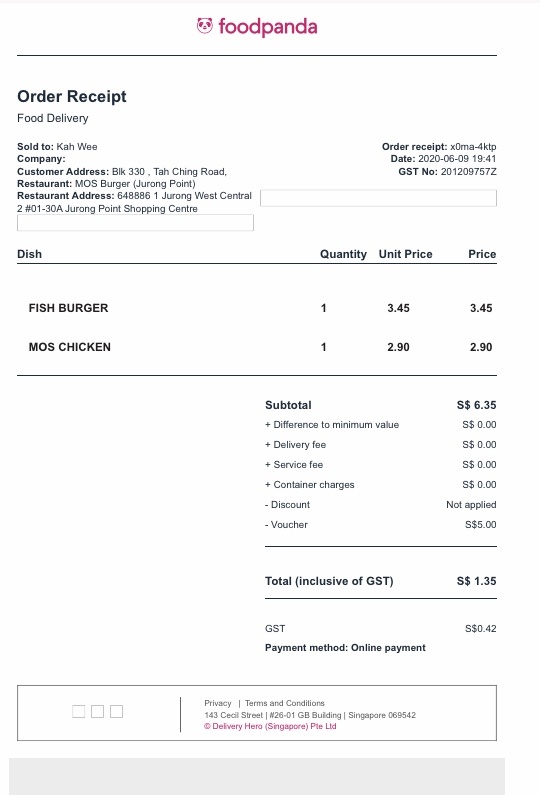 foodpanda
Order Receipt
Food Delivery
Sold to: Kah Wee
Company:
Customer Address: Blk 330 , Tah Ching Road,
Restaurant: MOS Burger (Jurong Point)
Restaurant Address: 648886 1 Jurong West Central
2 #01-30A Jurong Point Shopping Centre
Order receipt: x0ma-4ktp
Date: 2020-06-09 19:41
GST No: 201209757Z
Dish Quantity Unit Price Price
FISH BURGER 1 3.45 3.45
MOS CHICKEN 1 2.90 2.90
Subtotal S$ 6.35
+ Difference to minimum value S$ 0.00
+ Delivery fee S$ 0.00
+ Service fee S$ 0.00
+ Container charges S$ 0.00
- Discount Not applied
- Voucher S$5.00
Total (inclusive of GST) S$ 1.35
GST S$0.42
Payment method: Online payment
Privacy | Terms and Conditions
143 Cecil Street | #26-01 GB Building | Singapore 069542
© Delivery Hero (Singapore) Pte Ltd